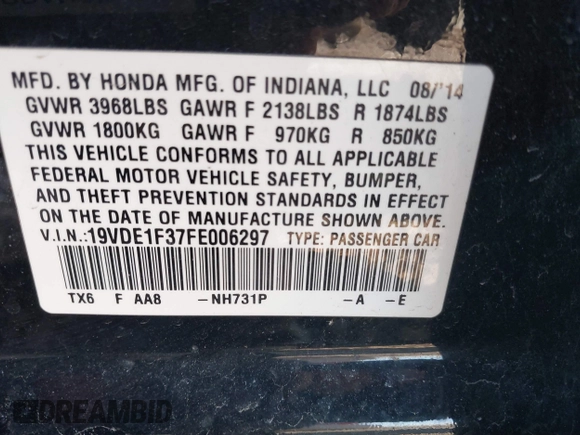 MFD. BY HONDA MFG. OF INDIANA, LLC 08/'14
GVWR 3968LBS GAWR F 2138LBS R 1874LBS
GVWR 1800KG GAWR F 970KG R 850KG
THIS VEHICLE CONFORMS TO ALL APPLICABLE
FEDERAL MOTOR VEHICLE SAFETY, BUMPER,
AND THEFT PREVENTION STANDARDS IN EFFECT
ON THE DATE OF MANUFACTURE SHOWN ABOVE.
V.I.N.:19VDE1F37FE006297 TYPE: PASSENGER CAR
TX6 F AA8 -NH731P -A -E
DREAMBID